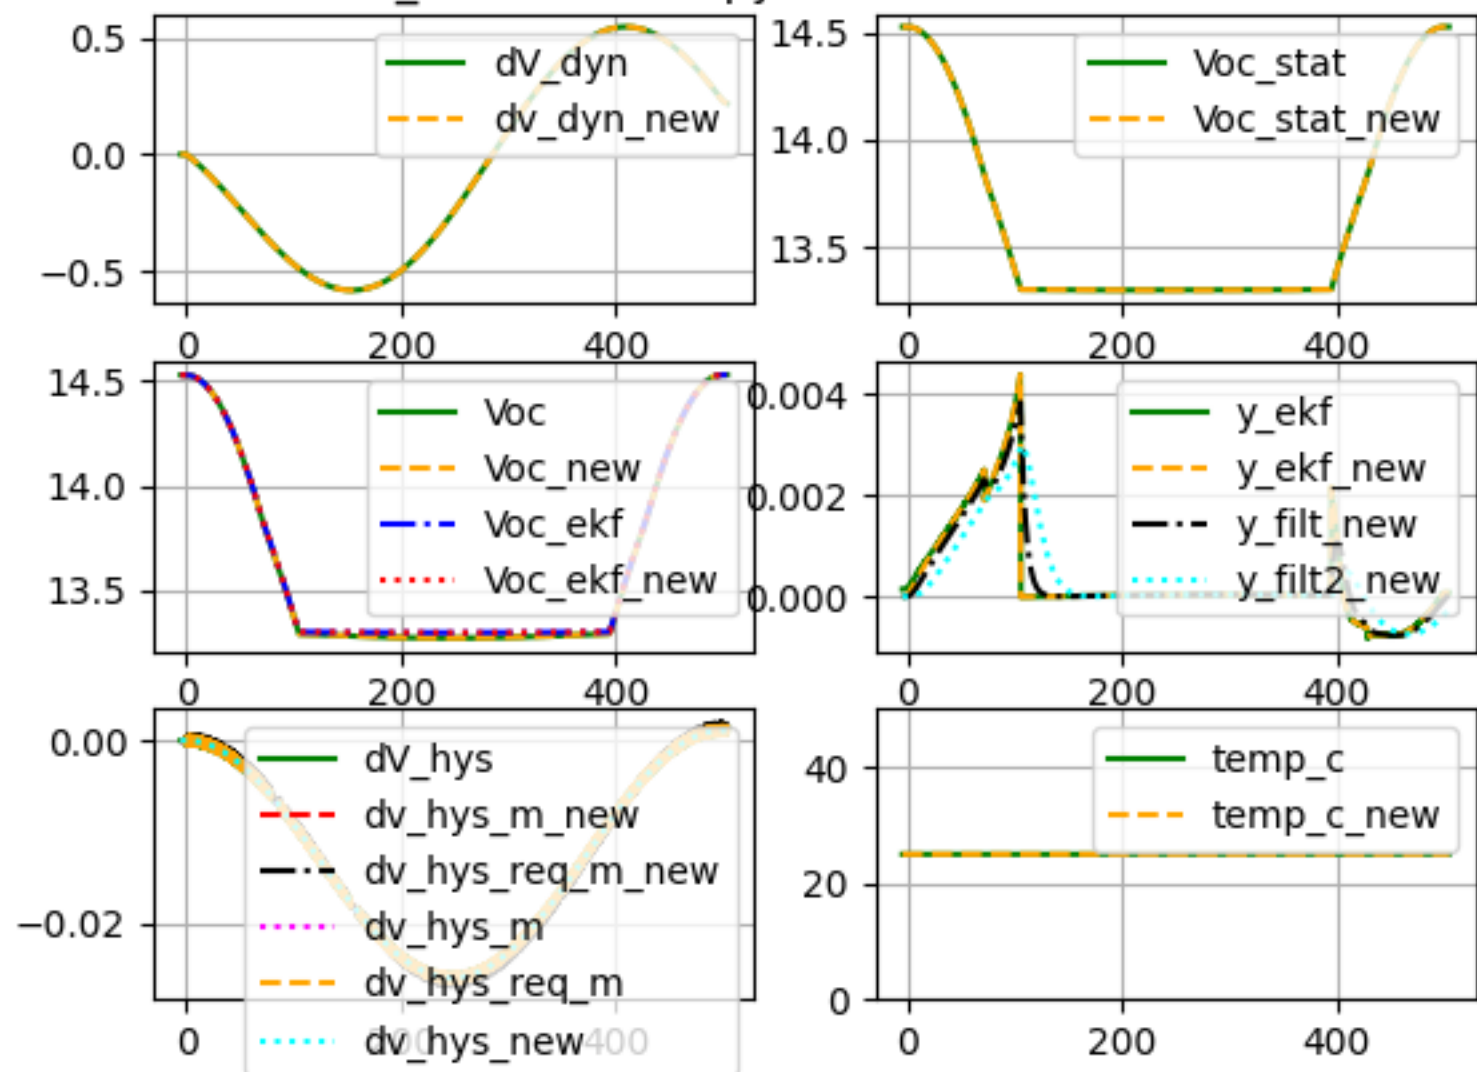 0.5
0.0
−0.5
dV_dyn
dv_dyn_new
0
200
400
14.5
14.0
13.5
Voc_stat
Voc_stat_new
0
200
400
14.5
14.0
13.5
Voc
Voc_new
Voc_ekf
Voc_ekf_new
0
200
400
0.004
0.002
0.000
y_ekf
y_ekf_new
y_filt_new
y_filt2_new
0
200
400
0.00
−0.02
dV_hys
dv_hys_m_new
dv_hys_req_m_new
dv_hys_m
dv_hys_req_m
dv_hys_new
0
200
400
40
20
0
temp_c
temp_c_new
0
200
400